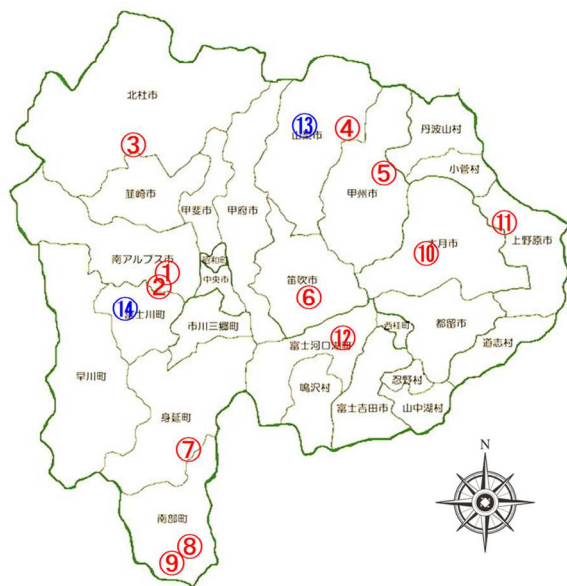 北杜市
⑬
④
丹波山村
③
⑤
小菅村
韮崎市
甲斐市
甲府市
甲州市
⑪
上野原市
⑩
大月市
南アルプス市
①
昭和町
中央市
笛吹市
②
⑥
⑭
富士川町
市川三郷町
⑫
西桂町
都留市
道志村
富士河口湖町
早川町
鳴沢村
忍野村
富士吉田市
山中湖村
身延町
⑦
N
南部町
⑧
⑨